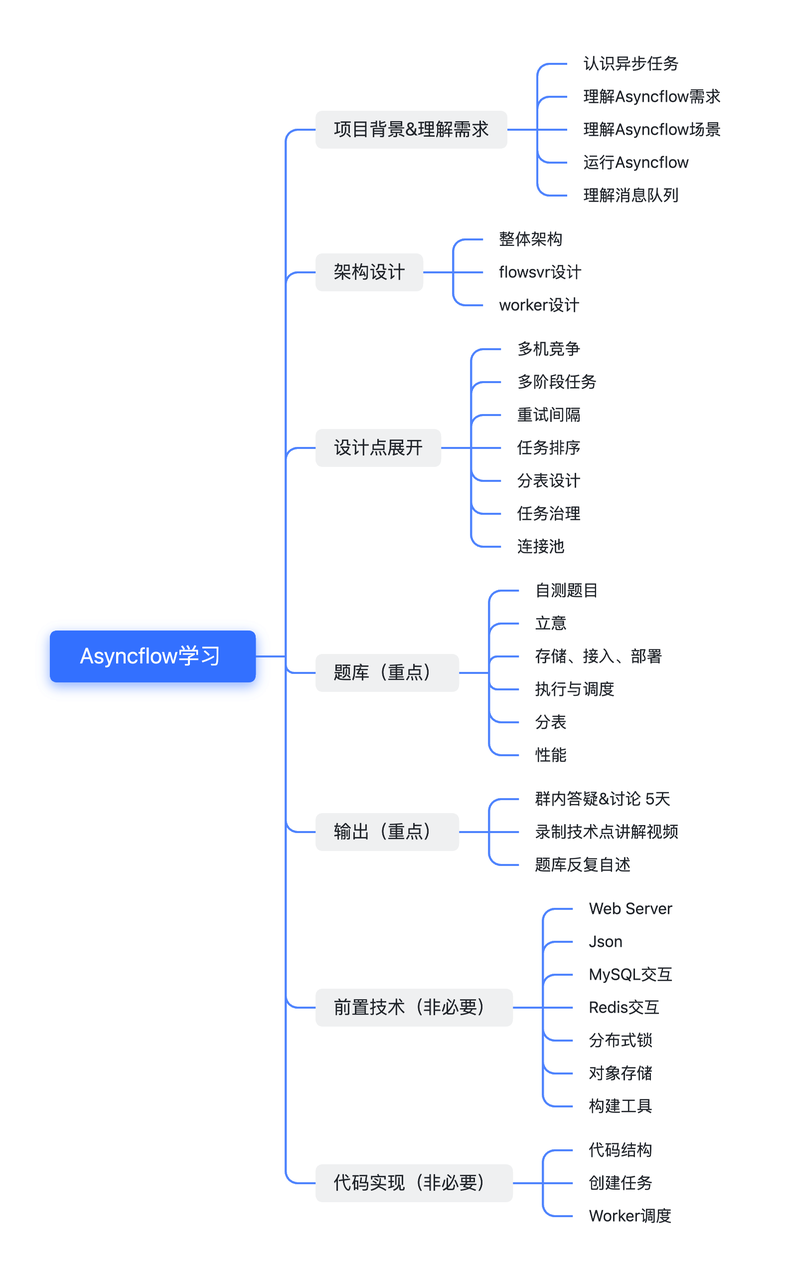 Asyncflow学习
项目背景&理解需求
认识异步任务
理解Asyncflow需求
理解Asyncflow场景
运行Asyncflow
理解消息队列
架构设计
整体架构
flowsvr设计
worker设计
设计点展开
多机竞争
多阶段任务
重试间隔
任务排序
分表设计
任务治理
连接池
题库（重点）
自测题目
立意
存储、接入、部署
执行与调度
分表
性能
输出（重点）
群内答疑&讨论 5天
录制技术点讲解视频
题库反复自述
前置技术（非必要）
Web Server
Json
MySQL交互
Redis交互
分布式锁
对象存储
构建工具
代码实现（非必要）
代码结构
创建任务
Worker调度